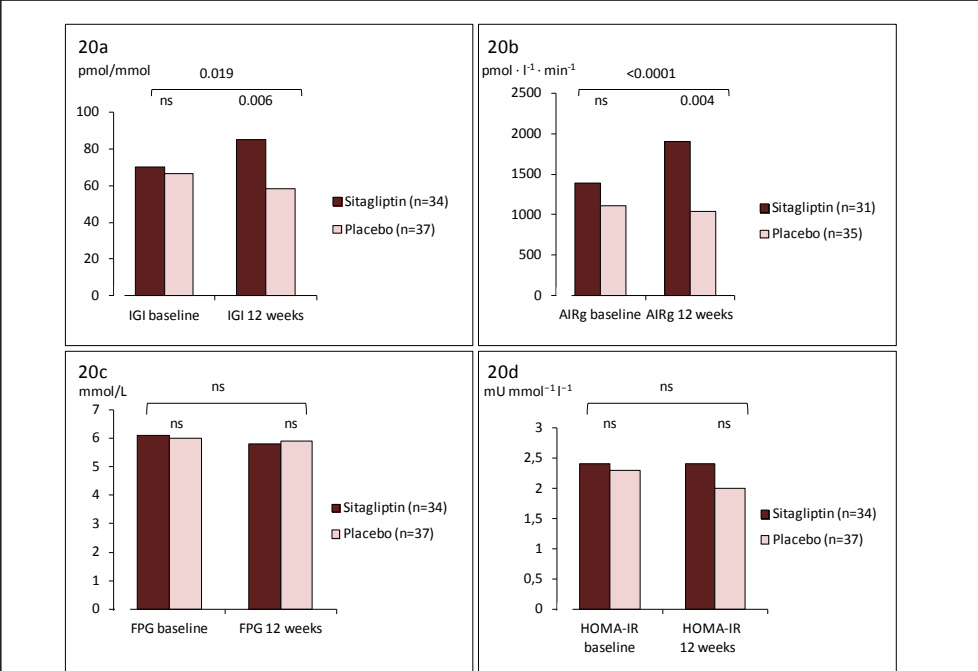 20a
pmol/mmol
0.019
ns 0.006
100
80
60
40
20
0
IGI baseline IGI 12 weeks
Sitagliptin (n=34)
Placebo (n=37)
20b
pmol · l⁻¹ · min⁻¹
<0.0001
ns 0.004
2500
2000
1500
1000
500
0
AIRg baseline AIRg 12 weeks
Sitagliptin (n=31)
Placebo (n=35)
20c
mmol/L
ns
ns ns
7
6
5
4
3
2
1
0
FPG baseline FPG 12 weeks
Sitagliptin (n=34)
Placebo (n=37)
20d
mU mmol⁻¹ l⁻¹
ns
ns ns
3
2,5
2
1,5
1
0,5
0
HOMA-IR HOMA-IR
baseline 12 weeks
Sitagliptin (n=34)
Placebo (n=37)